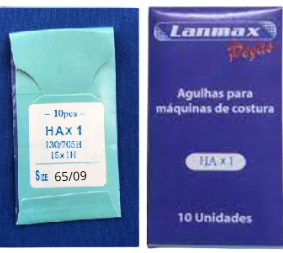 - 10pcs -
HAX 1
130/705H
15x1H
SIZE 65/09
Lanmax
Peças
Agulhas para
máquinas de costura
HA X 1
10 Unidades